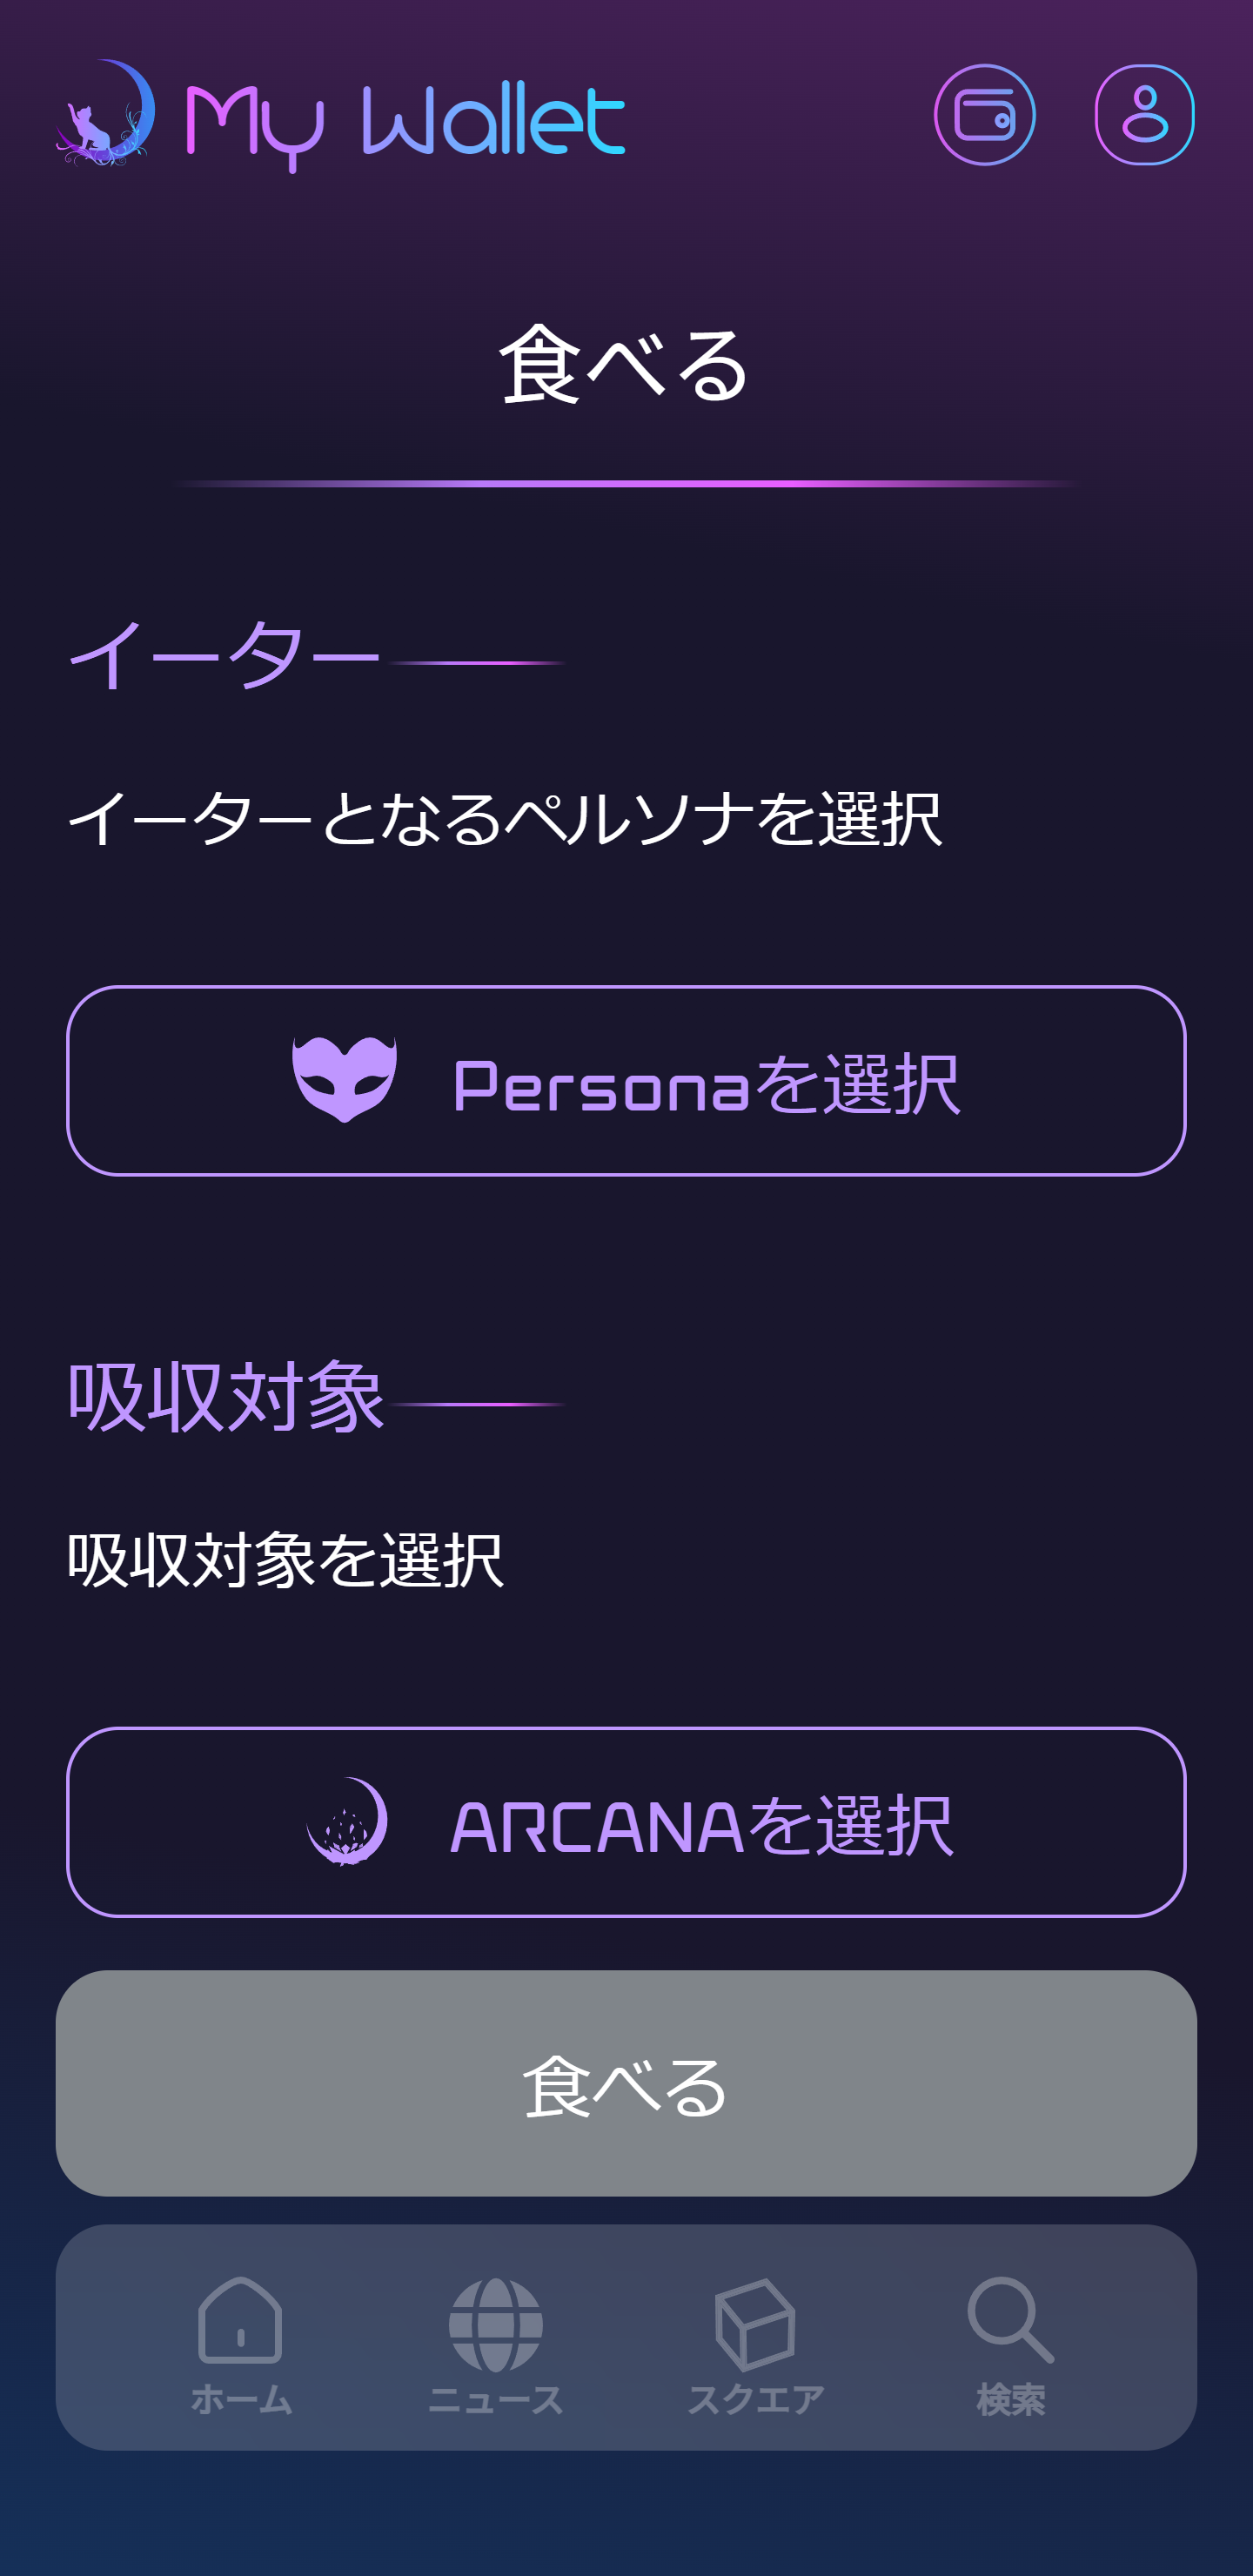 My Wallet
食べる
イーター
イーターとなるペルソナを選択
Personaを選択
吸収対象
吸収対象を選択
ARCANAを選択
食べる
ホーム ニュース スクエア 検索